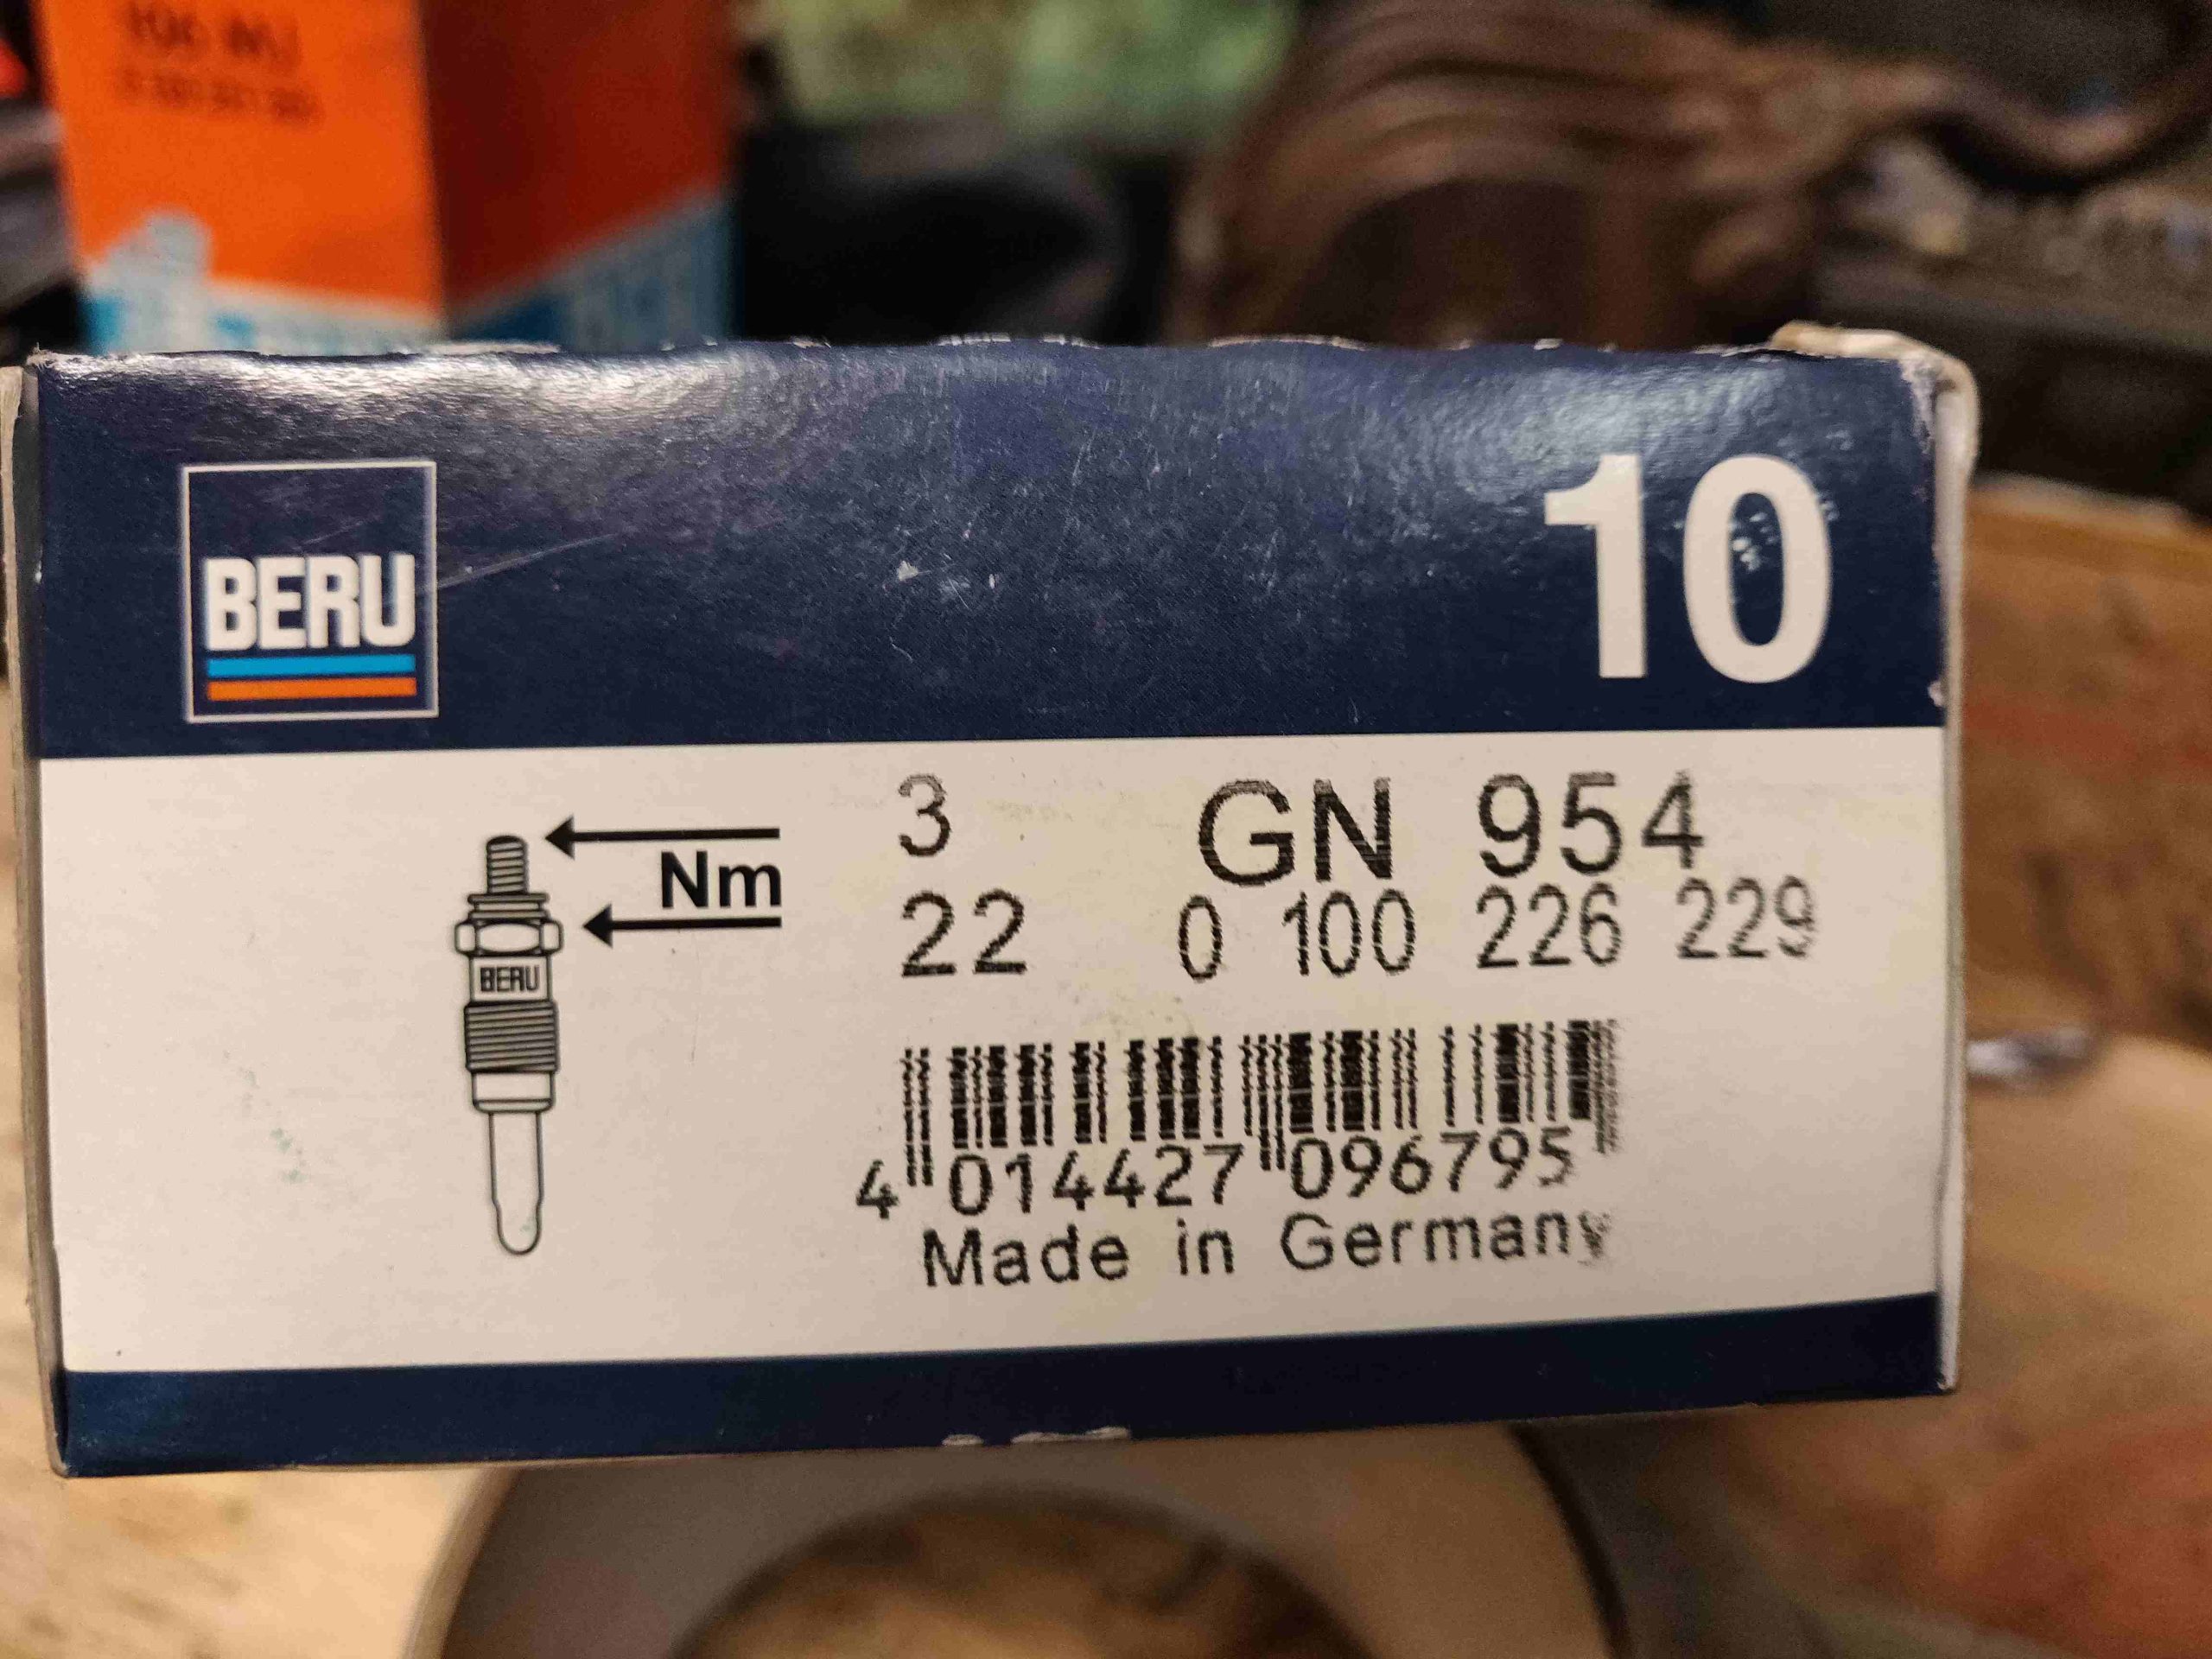 BERU
10
3 GN 954
Nm
22 0 100 226 229
BERU
4 014427 096795
Made in Germany